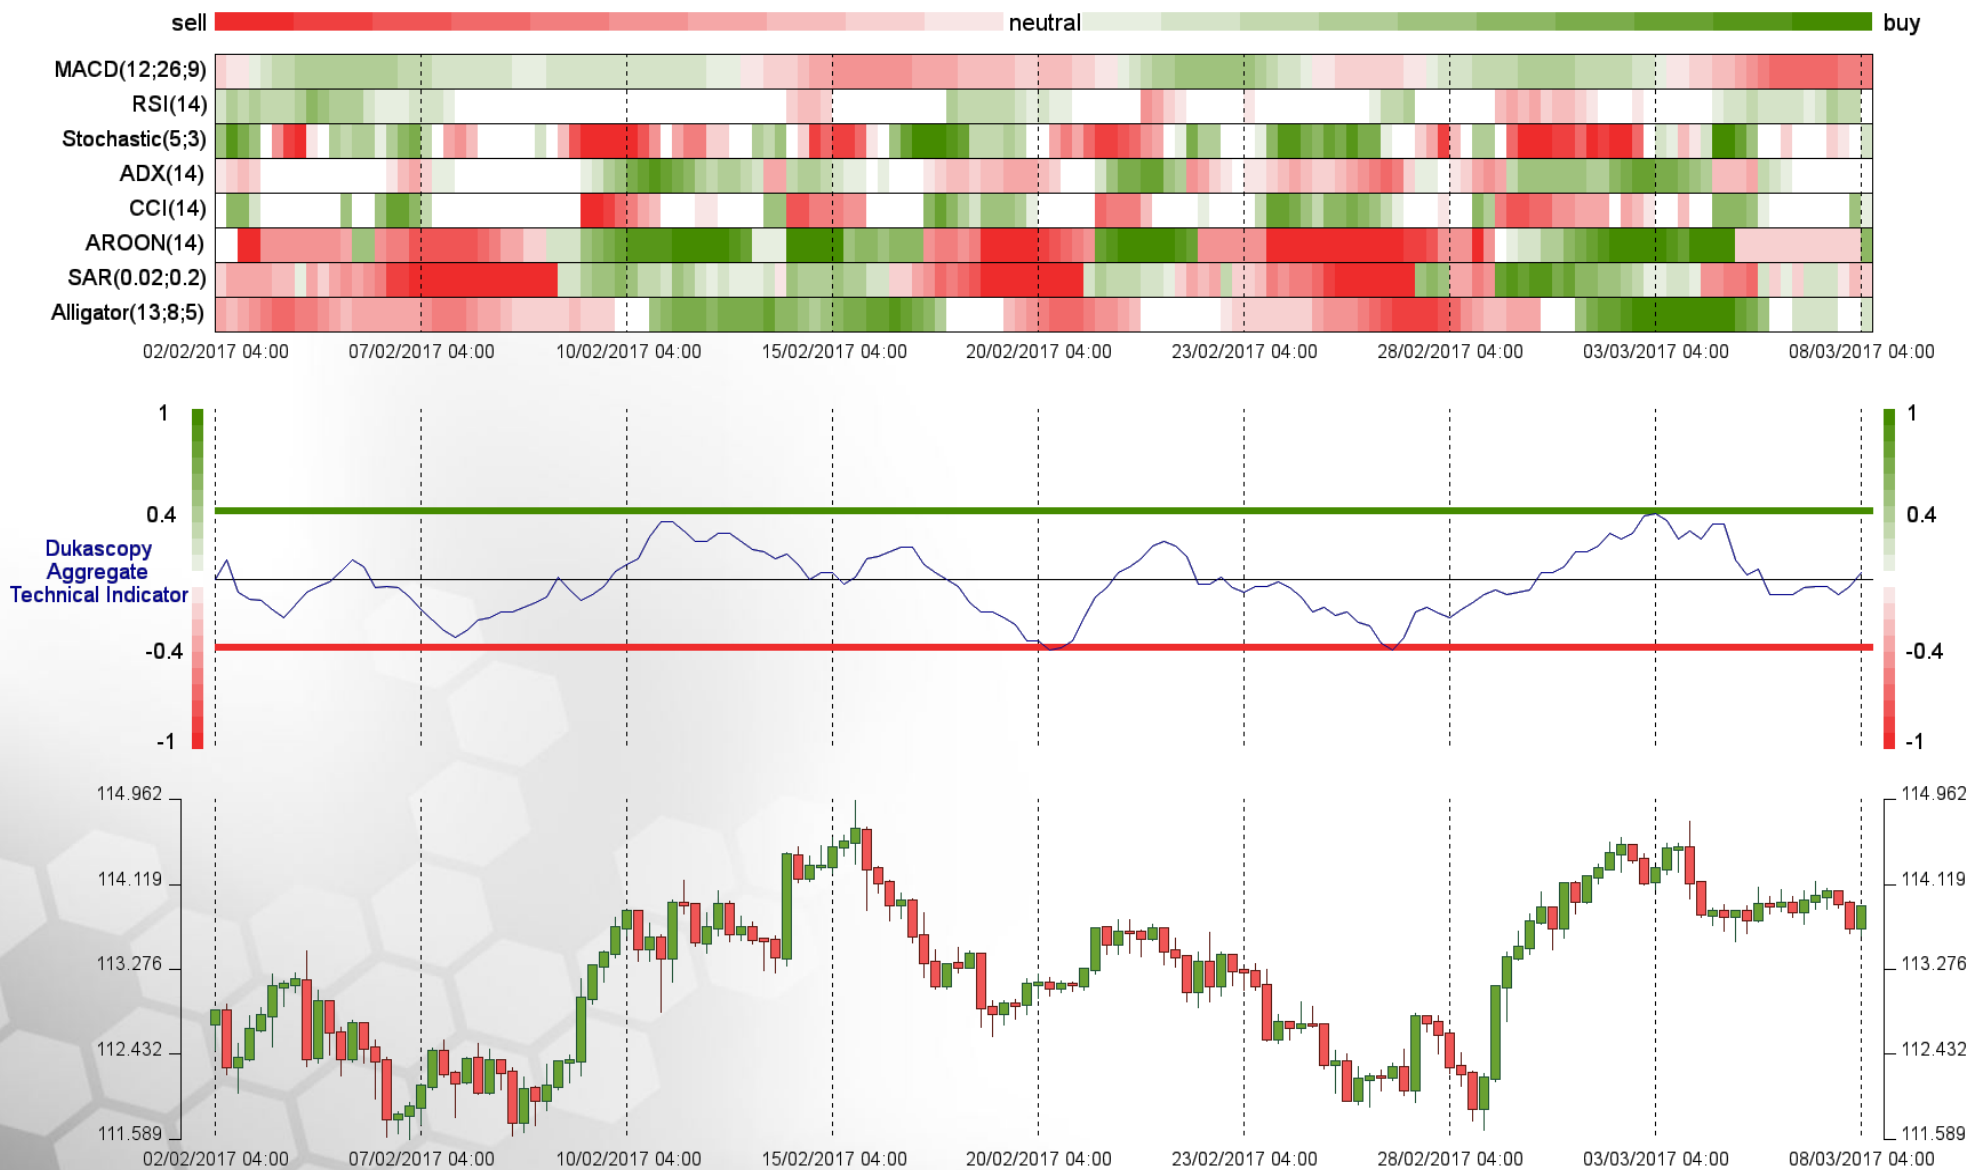 sell neutral buy
MACD(12;26;9)
RSI(14)
Stochastic(5;3)
ADX(14)
CCI(14)
AROON(14)
SAR(0.02;0.2)
Alligator(13;8;5)
02/02/2017 04:00 07/02/2017 04:00 10/02/2017 04:00 15/02/2017 04:00 20/02/2017 04:00 23/02/2017 04:00 28/02/2017 04:00 03/03/2017 04:00 08/03/2017 04:00
1 1
0.4 0.4
Dukascopy
Aggregate
Technical Indicator
-0.4 -0.4
-1 -1
114.962 114.962
114.119 114.119
113.276 113.276
112.432 112.432
111.589 111.589
02/02/2017 04:00 07/02/2017 04:00 10/02/2017 04:00 15/02/2017 04:00 20/02/2017 04:00 23/02/2017 04:00 28/02/2017 04:00 03/03/2017 04:00 08/03/2017 04:00